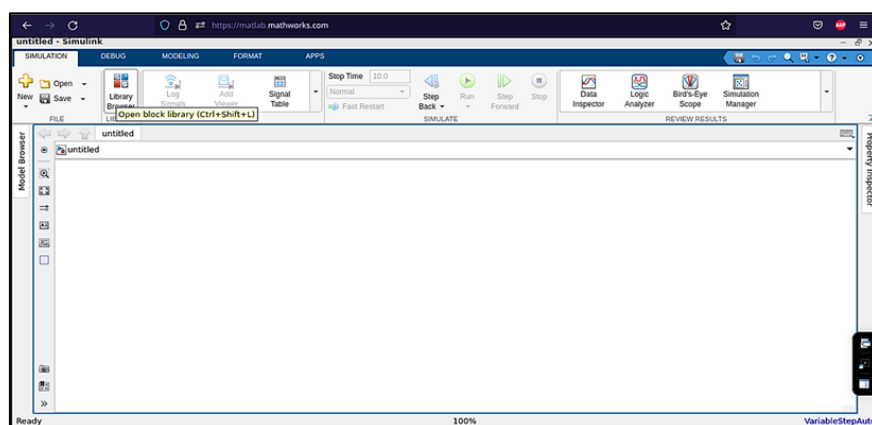 https://matlab.mathworks.com
ABP
untitled - Simulink
SIMULATION DEBUG MODELING FORMAT APPS
New
Open
Save
FILE
Library
Browser
Log
Signals
Add
Viewer
Signal
Table
Open block library (Ctrl+Shift+L)
Stop Time 10.0
Normal
Fast Restart
Step
Back
Run
Step
Forward
Stop
SIMULATE
Data
Inspector
Logic
Analyzer
Bird's-Eye
Scope
Simulation
Manager
REVIEW RESULTS
untitled
untitled
Model Browser
Property Inspector
Ready 100% VariableStepAuto